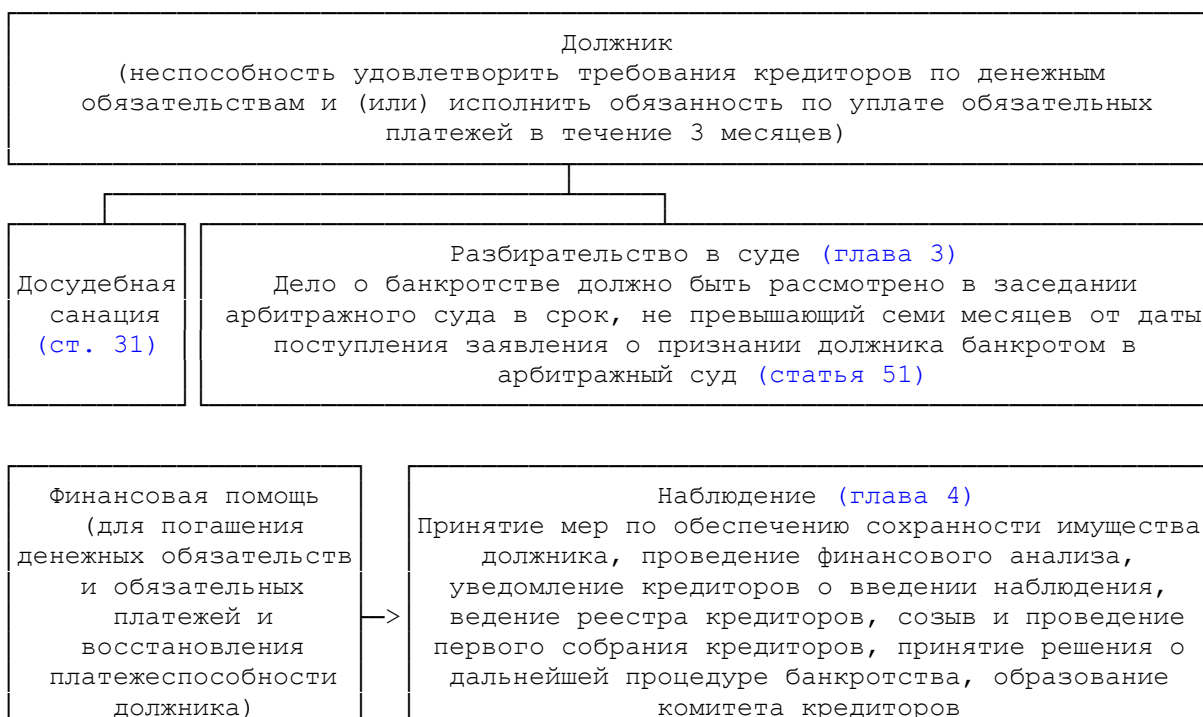 Должник
(неспособность удовлетворить требования кредиторов по денежным
обязательствам и (или) исполнить обязанность по уплате обязательных
платежей в течение 3 месяцев)
Досудебная
санация
(ст. 31)
Разбирательство в суде (глава 3)
Дело о банкротстве должно быть рассмотрено в заседании
арбитражного суда в срок, не превышающий семи месяцев от даты
поступления заявления о признании должника банкротом в
арбитражный суд (статья 51)
Финансовая помощь
(для погашения
денежных обязательств
и обязательных
платежей и
восстановления
платежеспособности
должника)
Наблюдение (глава 4)
Принятие мер по обеспечению сохранности имущества
должника, проведение финансового анализа,
уведомление кредиторов о введении наблюдения,
ведение реестра кредиторов, созыв и проведение
первого собрания кредиторов, принятие решения о
дальнейшей процедуре банкротства, образование
комитета кредиторов